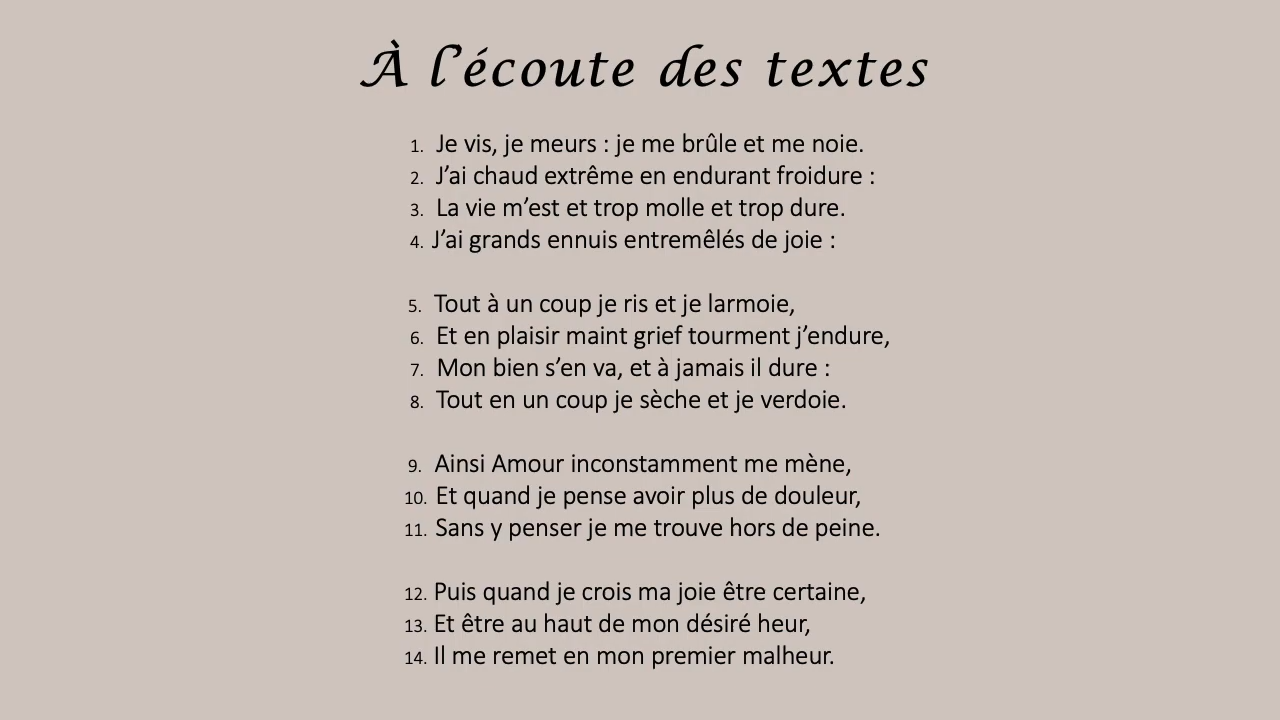 À l’écoute des textes
1. Je vis, je meurs : je me brûle et me noie.
2. J’ai chaud extrême en endurant froidure :
3. La vie m’est et trop molle et trop dure.
4. J’ai grands ennuis entremêlés de joie :
5. Tout à un coup je ris et je larmoie,
6. Et en plaisir maint grief tourment j’endure,
7. Mon bien s’en va, et à jamais il dure :
8. Tout en un coup je sèche et je verdoie.
9. Ainsi Amour inconstamment me mène,
10. Et quand je pense avoir plus de douleur,
11. Sans y penser je me trouve hors de peine.
12. Puis quand je crois ma joie être certaine,
13. Et être au haut de mon désiré heur,
14. Il me remet en mon premier malheur.